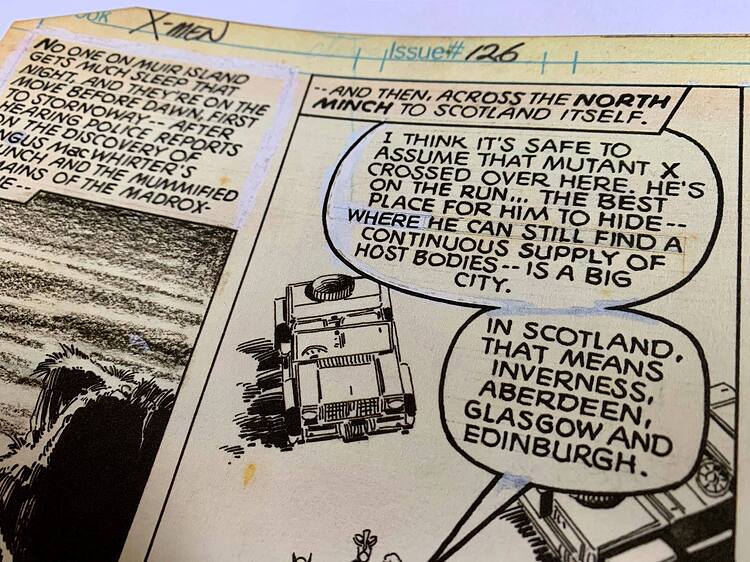 OOK X-MEN Issue# 126
NO ONE ON MUIR ISLAND
GETS MUCH SLEEP THAT
NIGHT, AND THEY'RE ON THE
MOVE BEFORE DAWN, FIRST
TO STORNOWAY-- AFTER
HEARING POLICE REPORTS
ON THE DISCOVERY OF
NGUS MacWHIRTER'S
UNCH AND THE MUMMIFIED
MAINS OF THE MADROX-
E--
--AND THEN, ACROSS THE NORTH
MINCH TO SCOTLAND ITSELF.
I THINK IT'S SAFE TO
ASSUME THAT MUTANT X
CROSSED OVER HERE. HE'S
ON THE RUN... THE BEST
PLACE FOR HIM TO HIDE--
WHERE HE CAN STILL FIND A
CONTINUOUS SUPPLY OF
HOST BODIES-- IS A BIG
CITY.
IN SCOTLAND,
THAT MEANS
INVERNESS,
ABERDEEN,
GLASGOW AND
EDINBURGH.